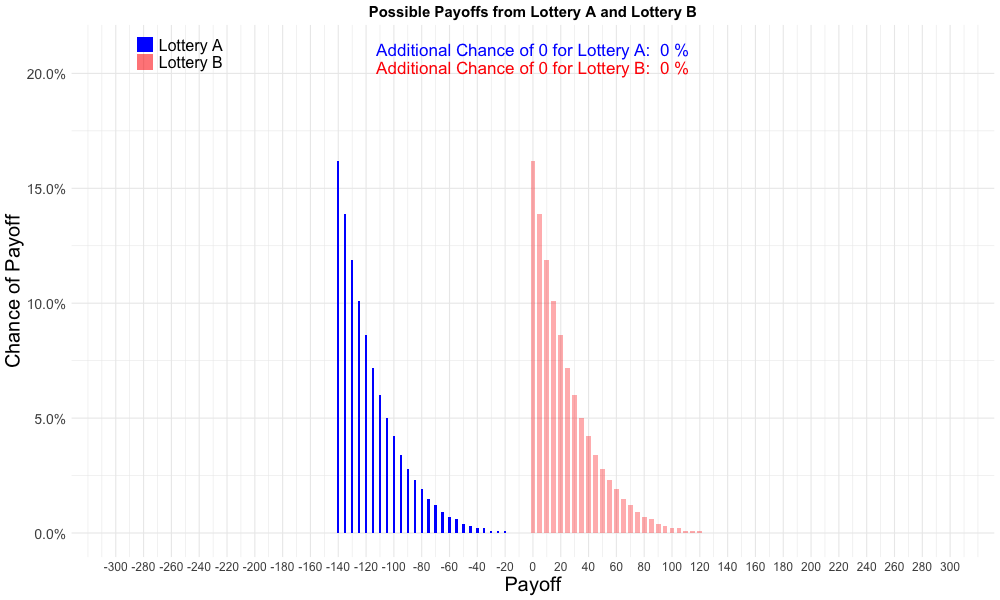 Possible Payoffs from Lottery A and Lottery B
Lottery A
Lottery B
Additional Chance of 0 for Lottery A:  0 %
Additional Chance of 0 for Lottery B:  0 %
Chance of Payoff
20.0%
15.0%
10.0%
5.0%
0.0%
-300 -280 -260 -240 -220 -200 -180 -160 -140 -120 -100 -80 -60 -40 -20 0 20 40 60 80 100 120 140 160 180 200 220 240 260 280 300
Payoff